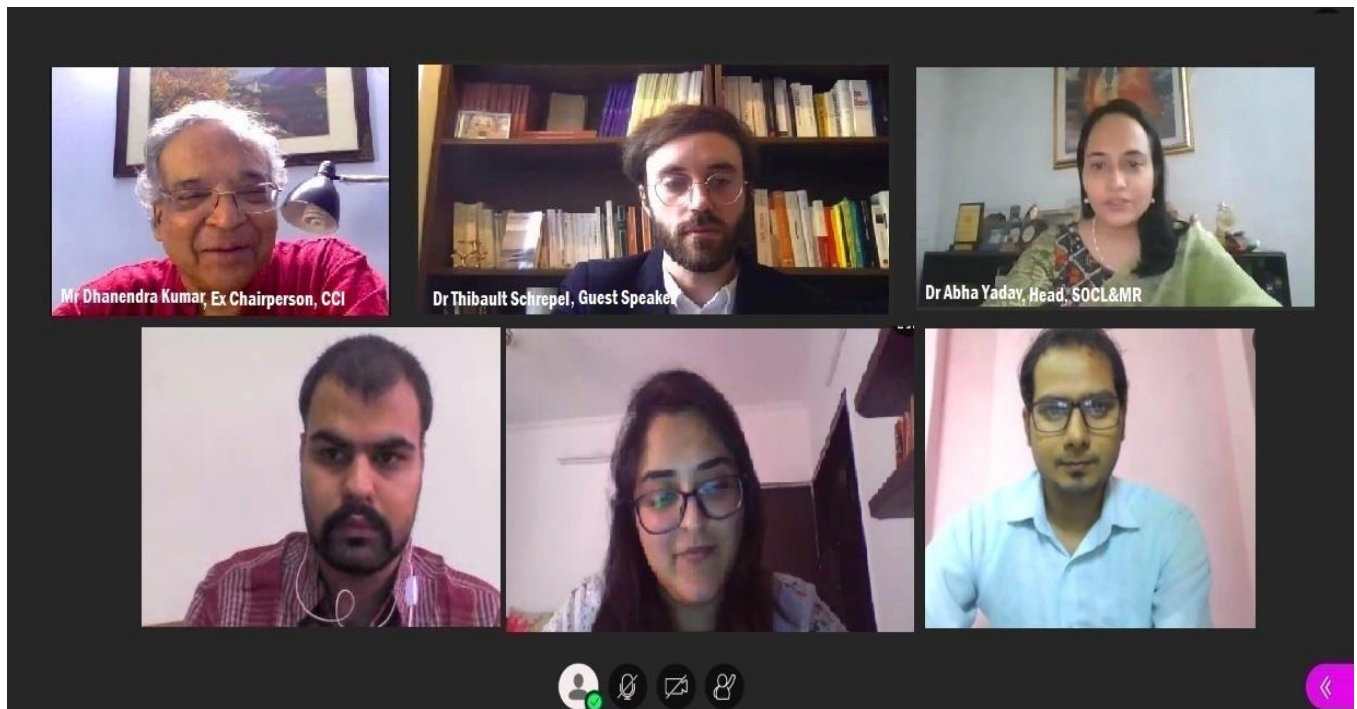 Mr Dhanendra Kumar, Ex Chairperson, CCI
Dr Thibault Schrepel, Guest Speaker
Dr Abha Yadav, Head, SOCL&MR